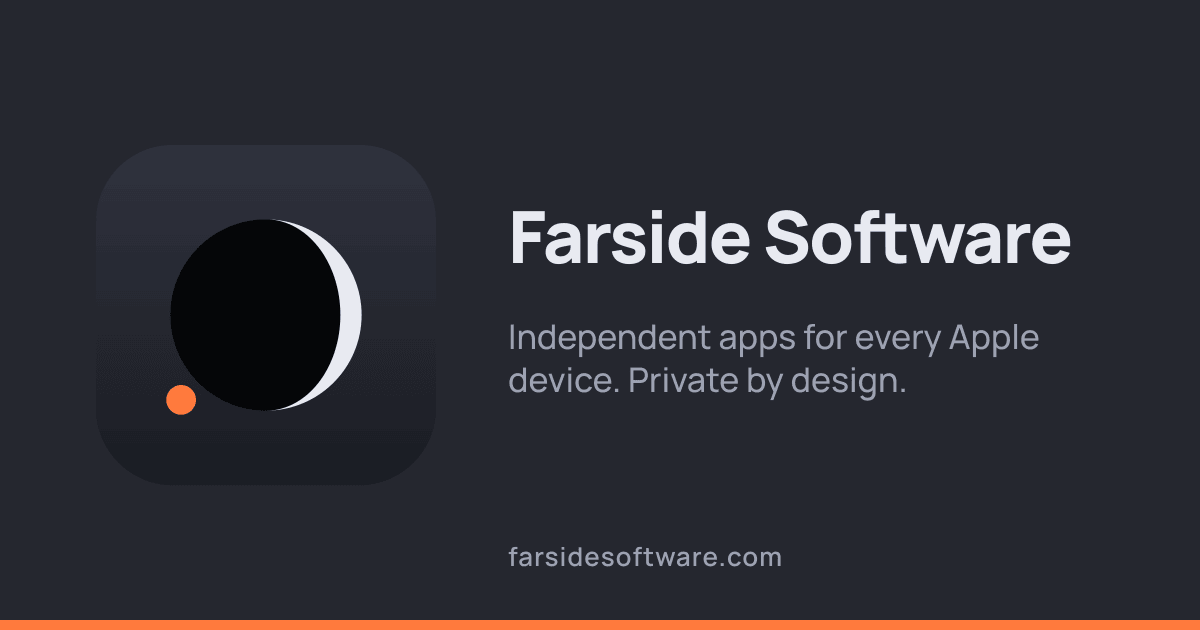 Farside Software
Independent apps for every Apple
device. Private by design.
farsidesoftware.com